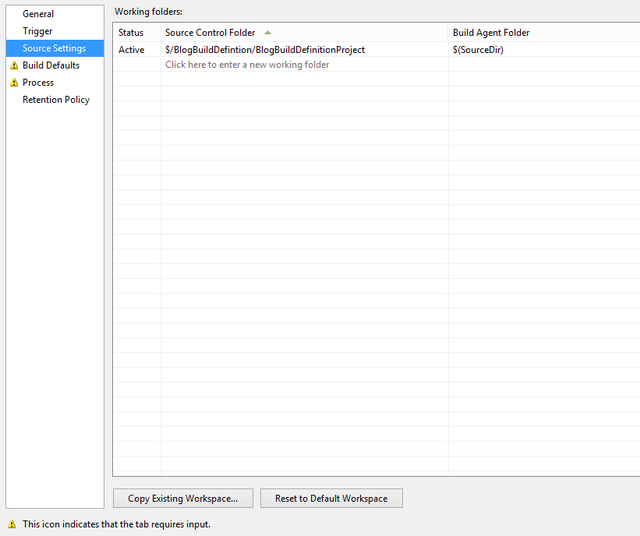 General
Trigger
Source Settings
Build Defaults
Process
Retention Policy
Working folders:
Status Source Control Folder Build Agent Folder
Active $/BlogBuildDefintion/BlogBuildDefinitionProject $(SourceDir)
Click here to enter a new working folder
Copy Existing Workspace... Reset to Default Workspace
This icon indicates that the tab requires input.